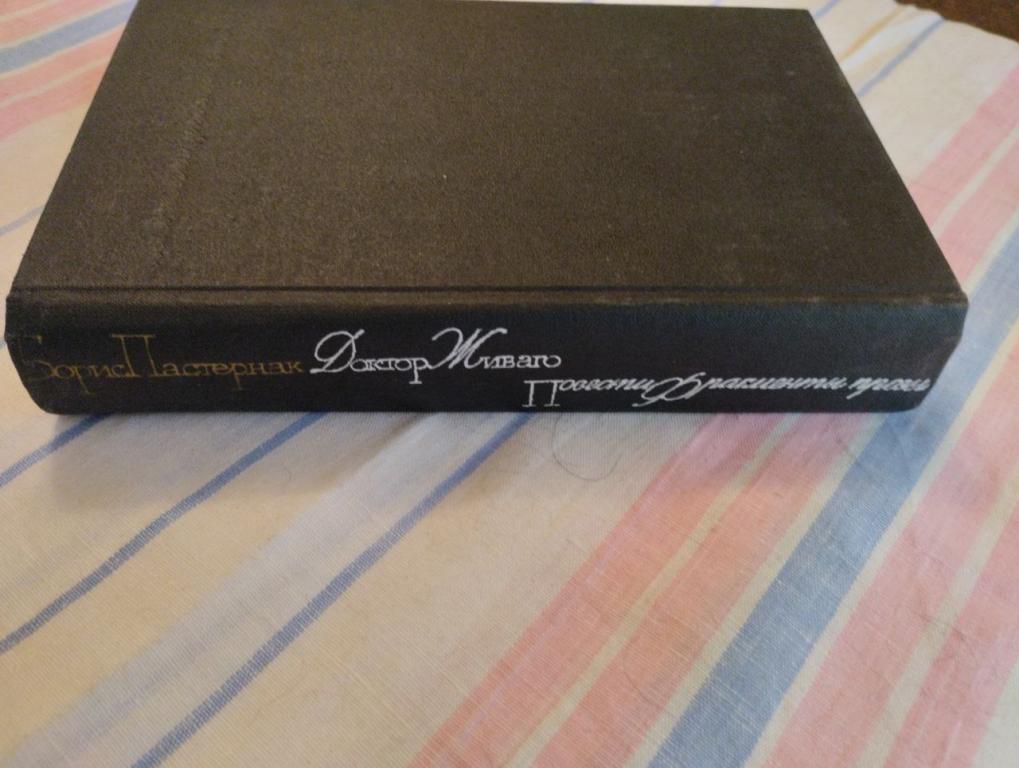 Борис Пастернак Доктор Живаго
Повести Фрагменты прозы